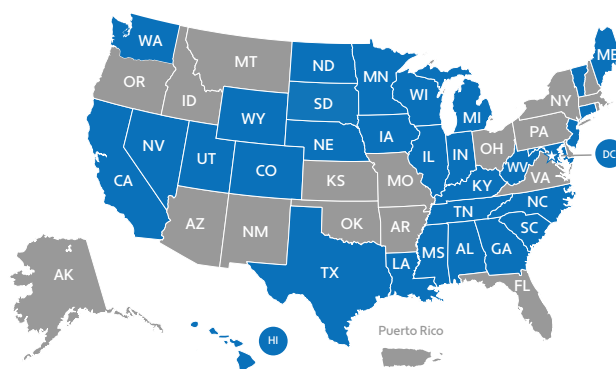 WA
ME
MT
ND
MN
OR
ID
WI
NY
SD
MI
WY
PA
IA
NE
OH
DC
NV
IL
IN
UT
WV
CO
VA
CA
KS
MO
KY
NC
TN
OK
AR
SC
AZ
NM
MS
AL
GA
LA
TX
AK
FL
Puerto Rico
HI